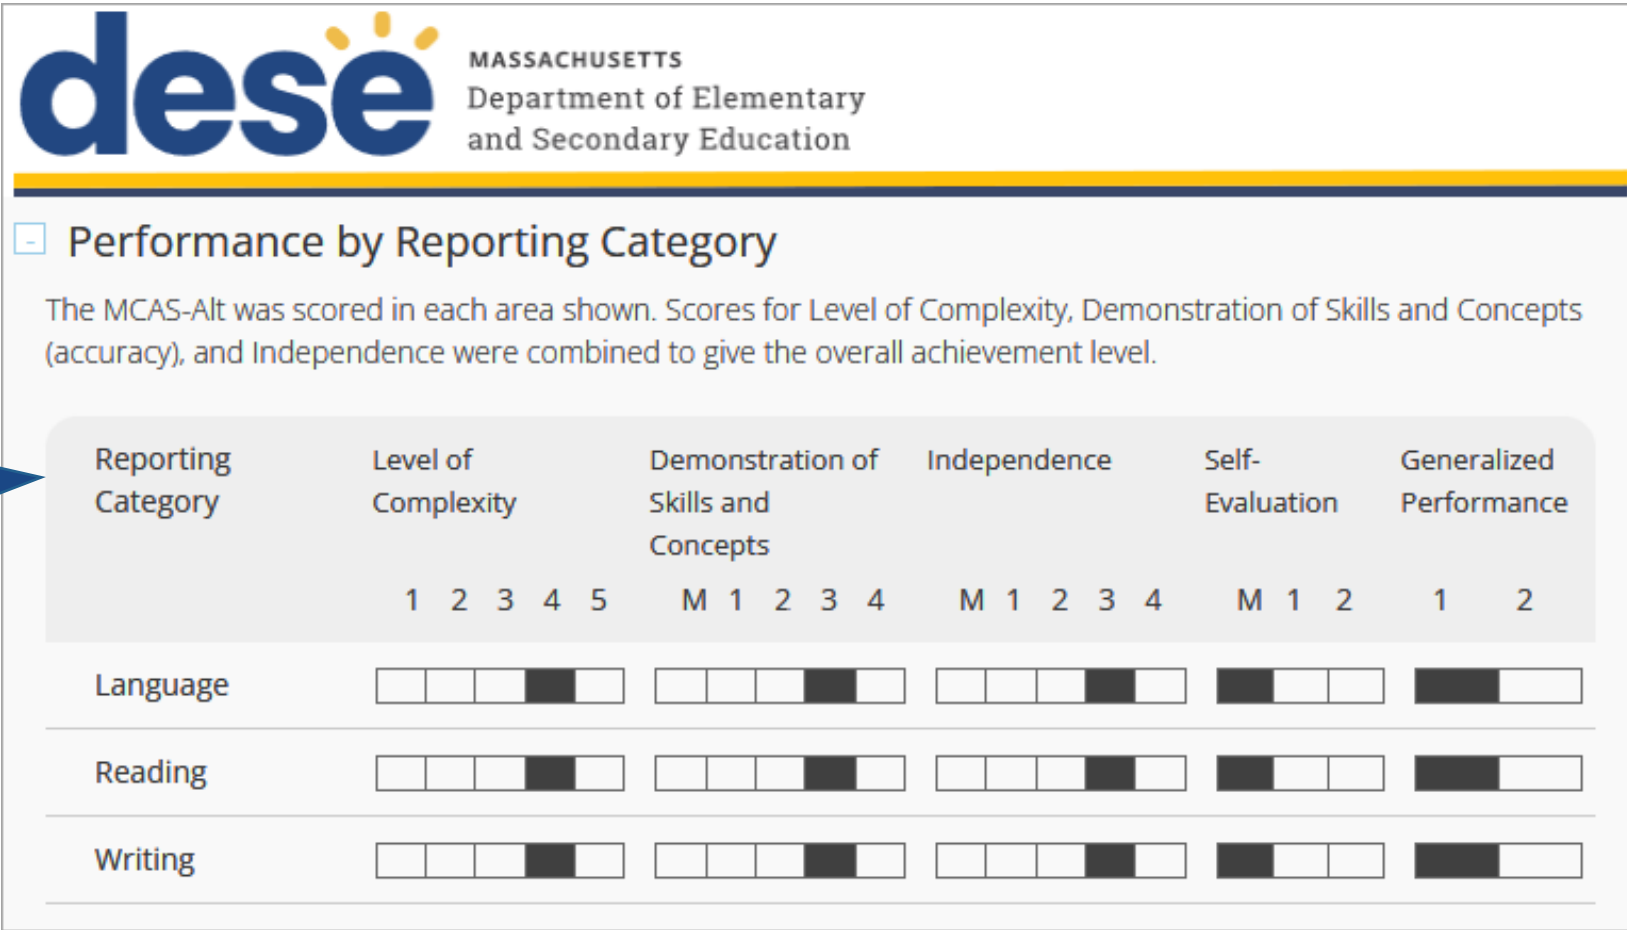 dese
MASSACHUSETTS
Department of Elementary
and Secondary Education
- Performance by Reporting Category
The MCAS-Alt was scored in each area shown. Scores for Level of Complexity, Demonstration of Skills and Concepts
(accuracy), and Independence were combined to give the overall achievement level.
Reporting Category
Level of Complexity
Demonstration of Skills and Concepts
Independence
Self-Evaluation
Generalized Performance
1 2 3 4 5 M 1 2 3 4 M 1 2 3 4 M 1 2 1 2
Language
Reading
Writing